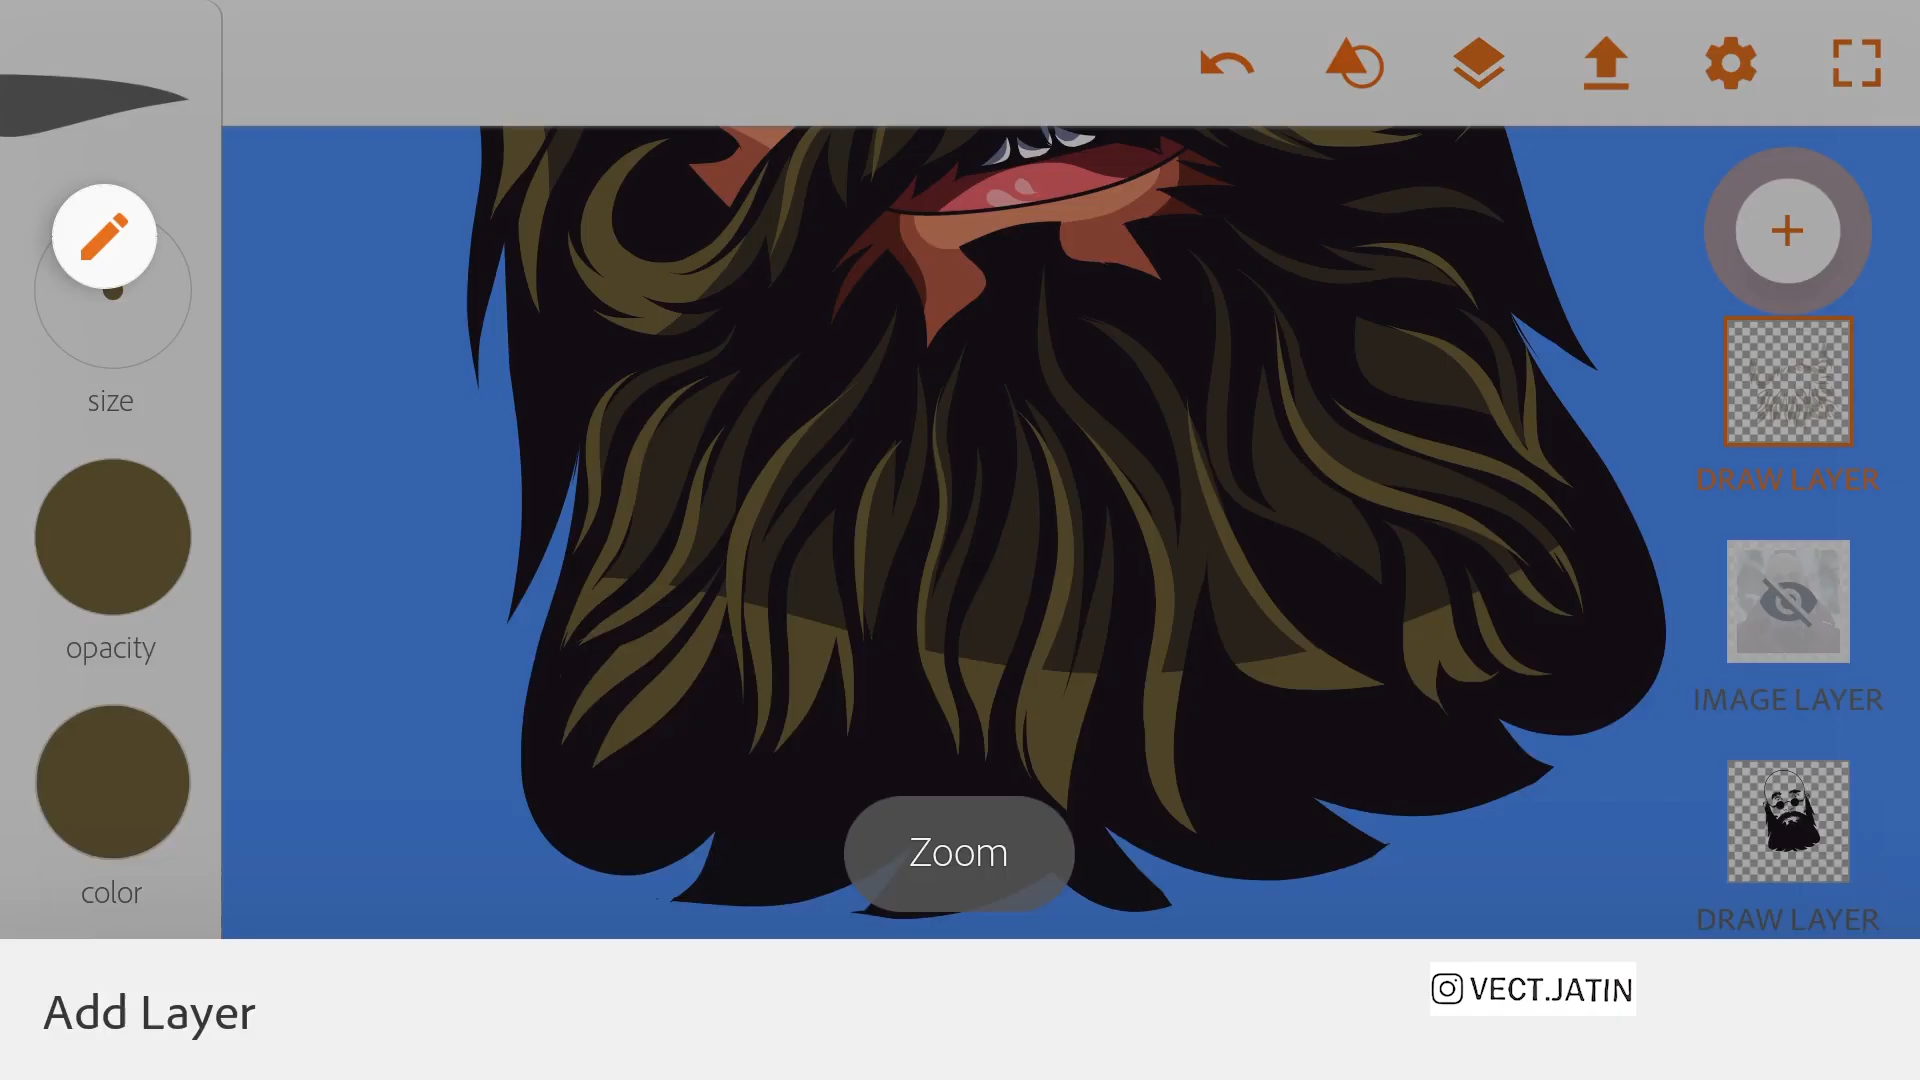 size
opacity
color
DRAW LAYER
IMAGE LAYER
DRAW LAYER
Zoom
Add Layer
VECT.JATIN